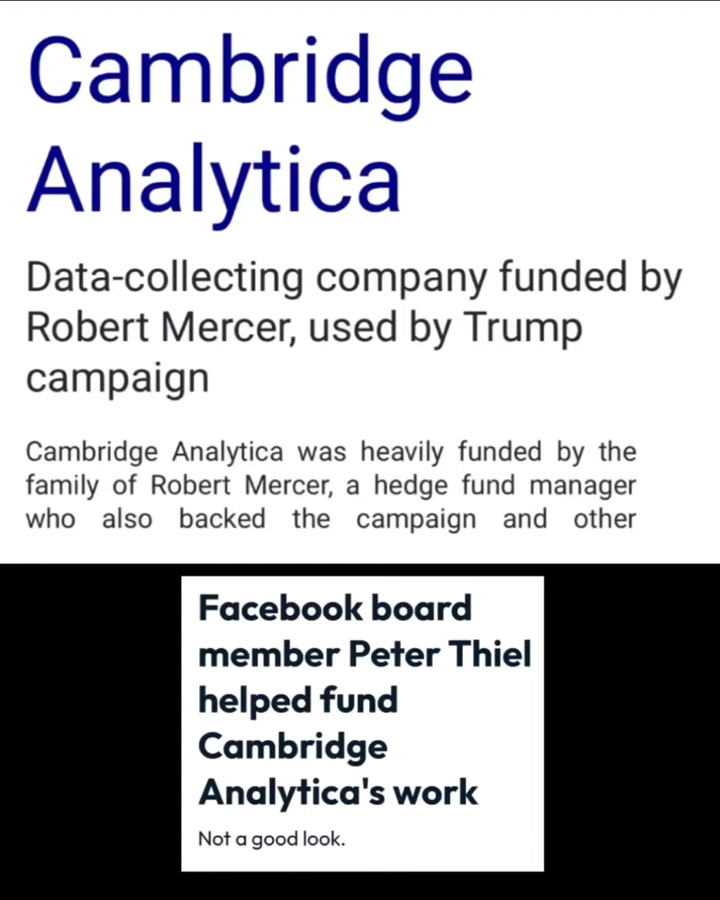 Cambridge
Analytica
Data-collecting company funded by
Robert Mercer, used by Trump
campaign
Cambridge Analytica was heavily funded by the
family of Robert Mercer, a hedge fund manager
who also backed the campaign and other
Facebook board
member Peter Thiel
helped fund
Cambridge
Analytica's work
Not a good look.